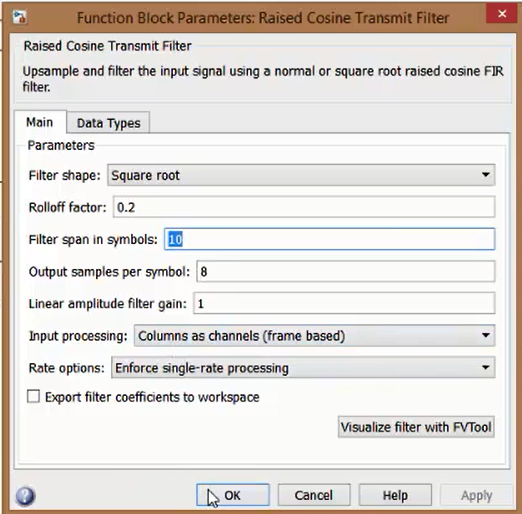 Function Block Parameters: Raised Cosine Transmit Filter
Raised Cosine Transmit Filter
Upsample and filter the input signal using a normal or square root raised cosine FIR
filter.
Main Data Types
Parameters
Filter shape: Square root
Rolloff factor: 0.2
Filter span in symbols: 10
Output samples per symbol: 8
Linear amplitude filter gain: 1
Input processing: Columns as channels (frame based)
Rate options: Enforce single-rate processing
Export filter coefficients to workspace
Visualize filter with FVTool
OK Cancel Help Apply